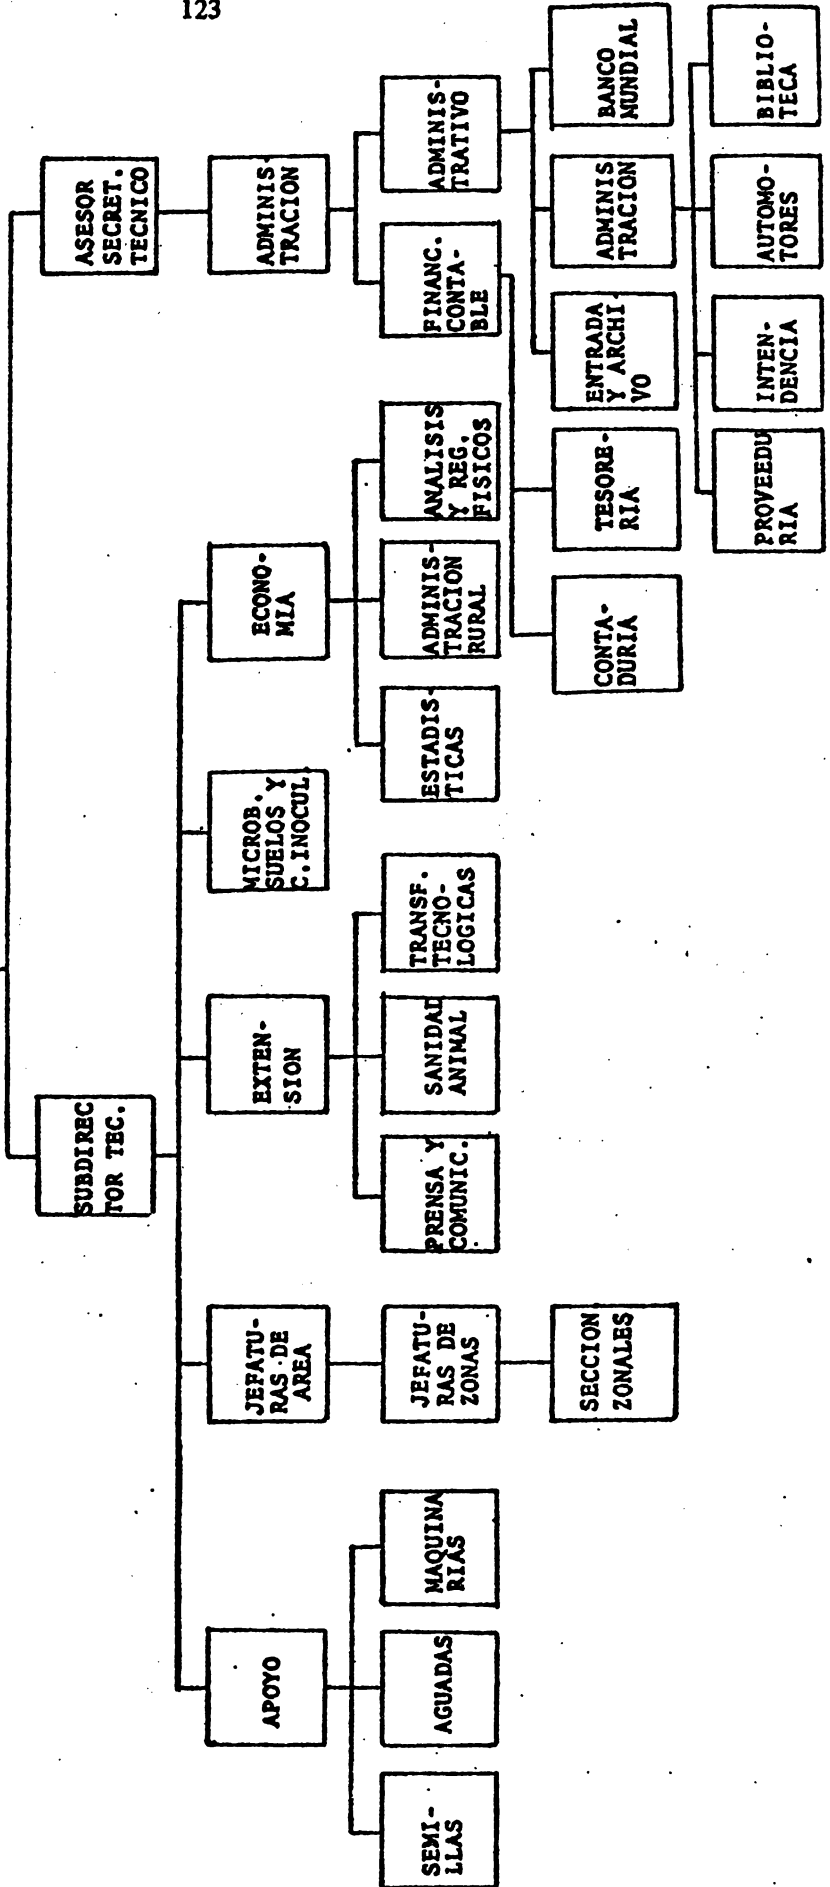 123
SUBDIREC
TOR TEC.
ASESOR
SECRET.
TECNICO
APOYO
JEFATU-
RAS DE
AREA
EXTEN-
SION
MICROB.
SUELOS Y
C.INOCUL.
ECONO-
MIA
ADMINIS-
TRACION
SEMI-
LLAS
AGUADAS
MAQUINA
RIAS
JEFATU-
RAS DE
ZONAS
PRENSA Y
COMUNIC.
SANIDAD
ANIMAL
TRANSF.
TECNO-
LOGICAS
ESTADIS-
TICAS
ADMINIS-
TRACION
RURAL
ANALISIS
Y REG.
FISICOS
FINANC.
CONTA-
BLE
ADMINIS-
TRATIVO
SECCION
ZONALES
CONTA-
DURIA
TESORE-
RIA
ENTRADA
Y ARCHI-
VO
ADMINIS
TRACION
BANCO
MUNDIAL
PROVEEDU
RIA
INTEN-
DENCIA
AUTOMO-
TORES
BIBLIO-
TECA